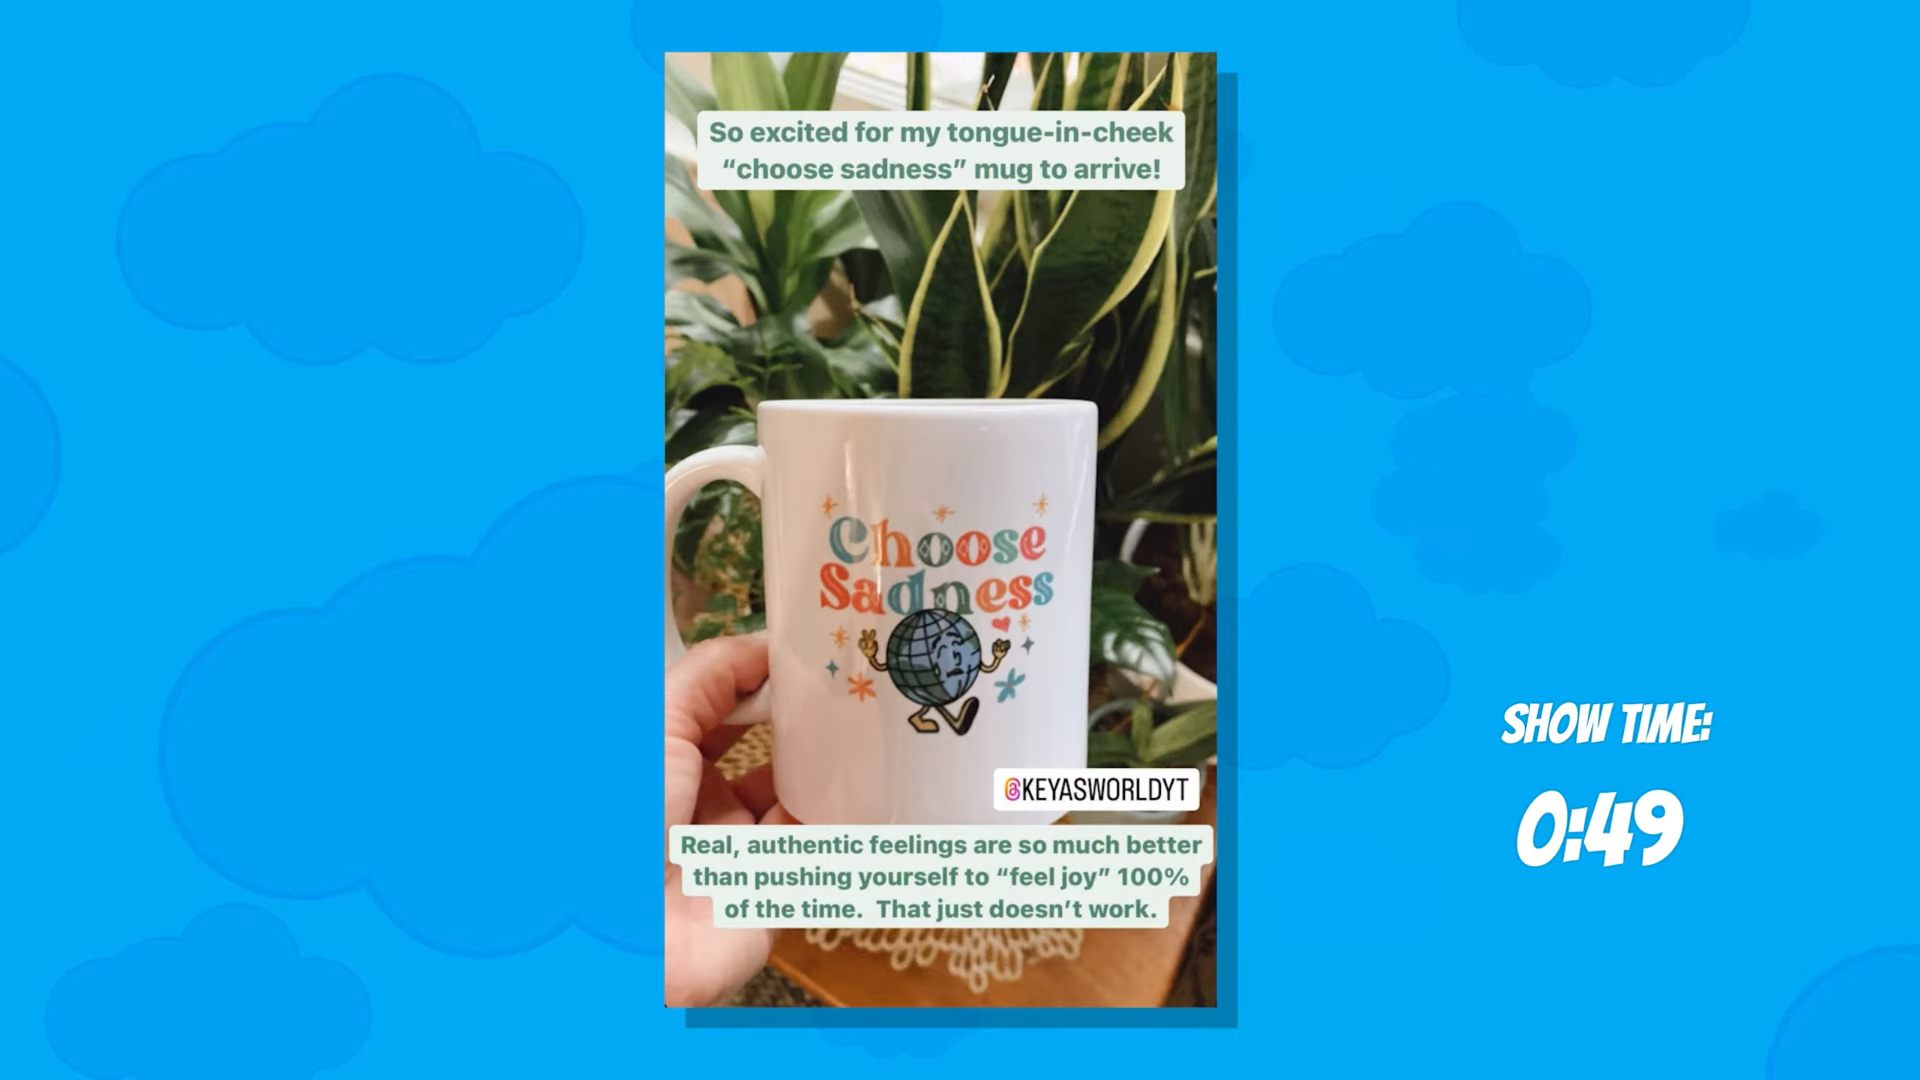 So excited for my tongue-in-cheek
“choose sadness” mug to arrive!
Choose
Sadness
@KEYASWORLDYT
Real, authentic feelings are so much better
than pushing yourself to “feel joy” 100%
of the time.  That just doesn’t work.
SHOW TIME:
0:49